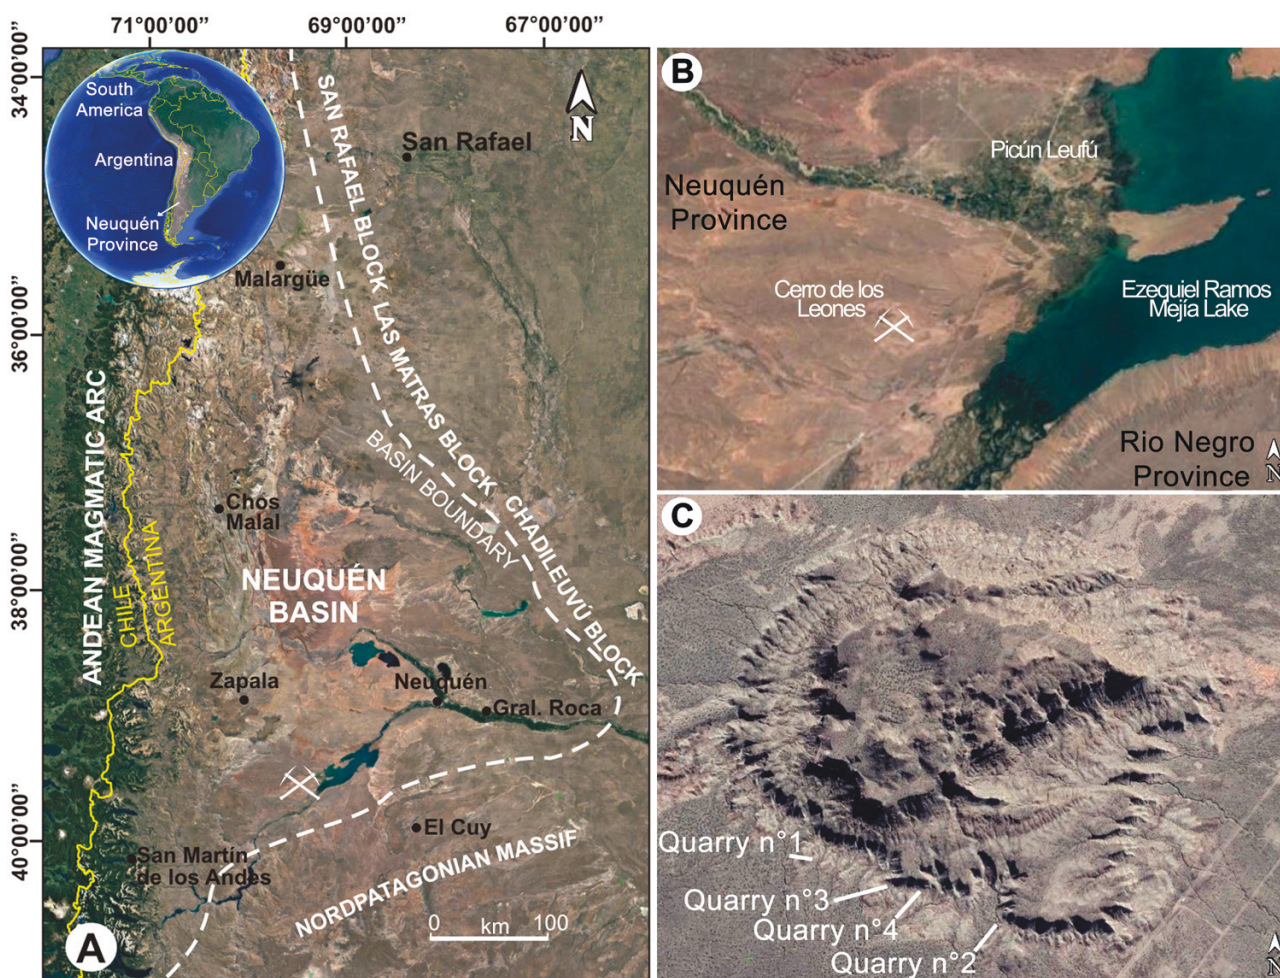 71°00’00’’
69°00’00’’
67°00’00’’
34°00’00’’
36°00’00’’
38°00’00’’
40°00’00’’
South
America
Argentina
Neuquén
Province
N
San Rafael
Malargüe
SAN RAFAEL BLOCK
LAS MATRAS BLOCK
CHADILEUVÚ BLOCK
BASIN BOUNDARY
ANDEAN MAGMATIC ARC
CHILE
ARGENTINA
Chos
Malal
NEUQUÉN
BASIN
Zapala
Neuquén
Gral. Roca
El Cuy
San Martín
de los Andes
NORDPATAGONIAN MASSIF
0 km 100
A
B
Picún Leufú
Neuquén
Province
Cerro de los
Leones
Ezequiel Ramos
Mejía Lake
Rio Negro
Province
N
C
Quarry n°1
Quarry n°3
Quarry n°4
Quarry n°2
N